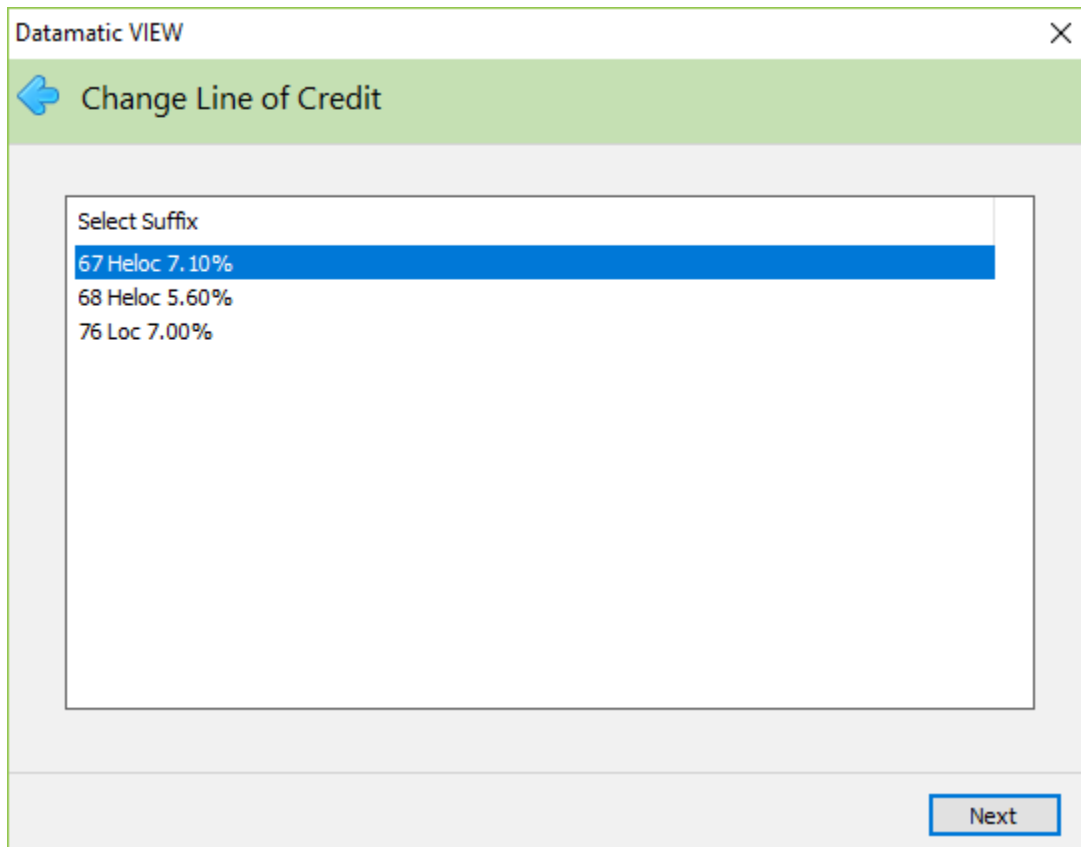 Datamatic VIEW
Change Line of Credit
Select Suffix
67 Heloc 7.10%
68 Heloc 5.60%
76 Loc 7.00%
Next